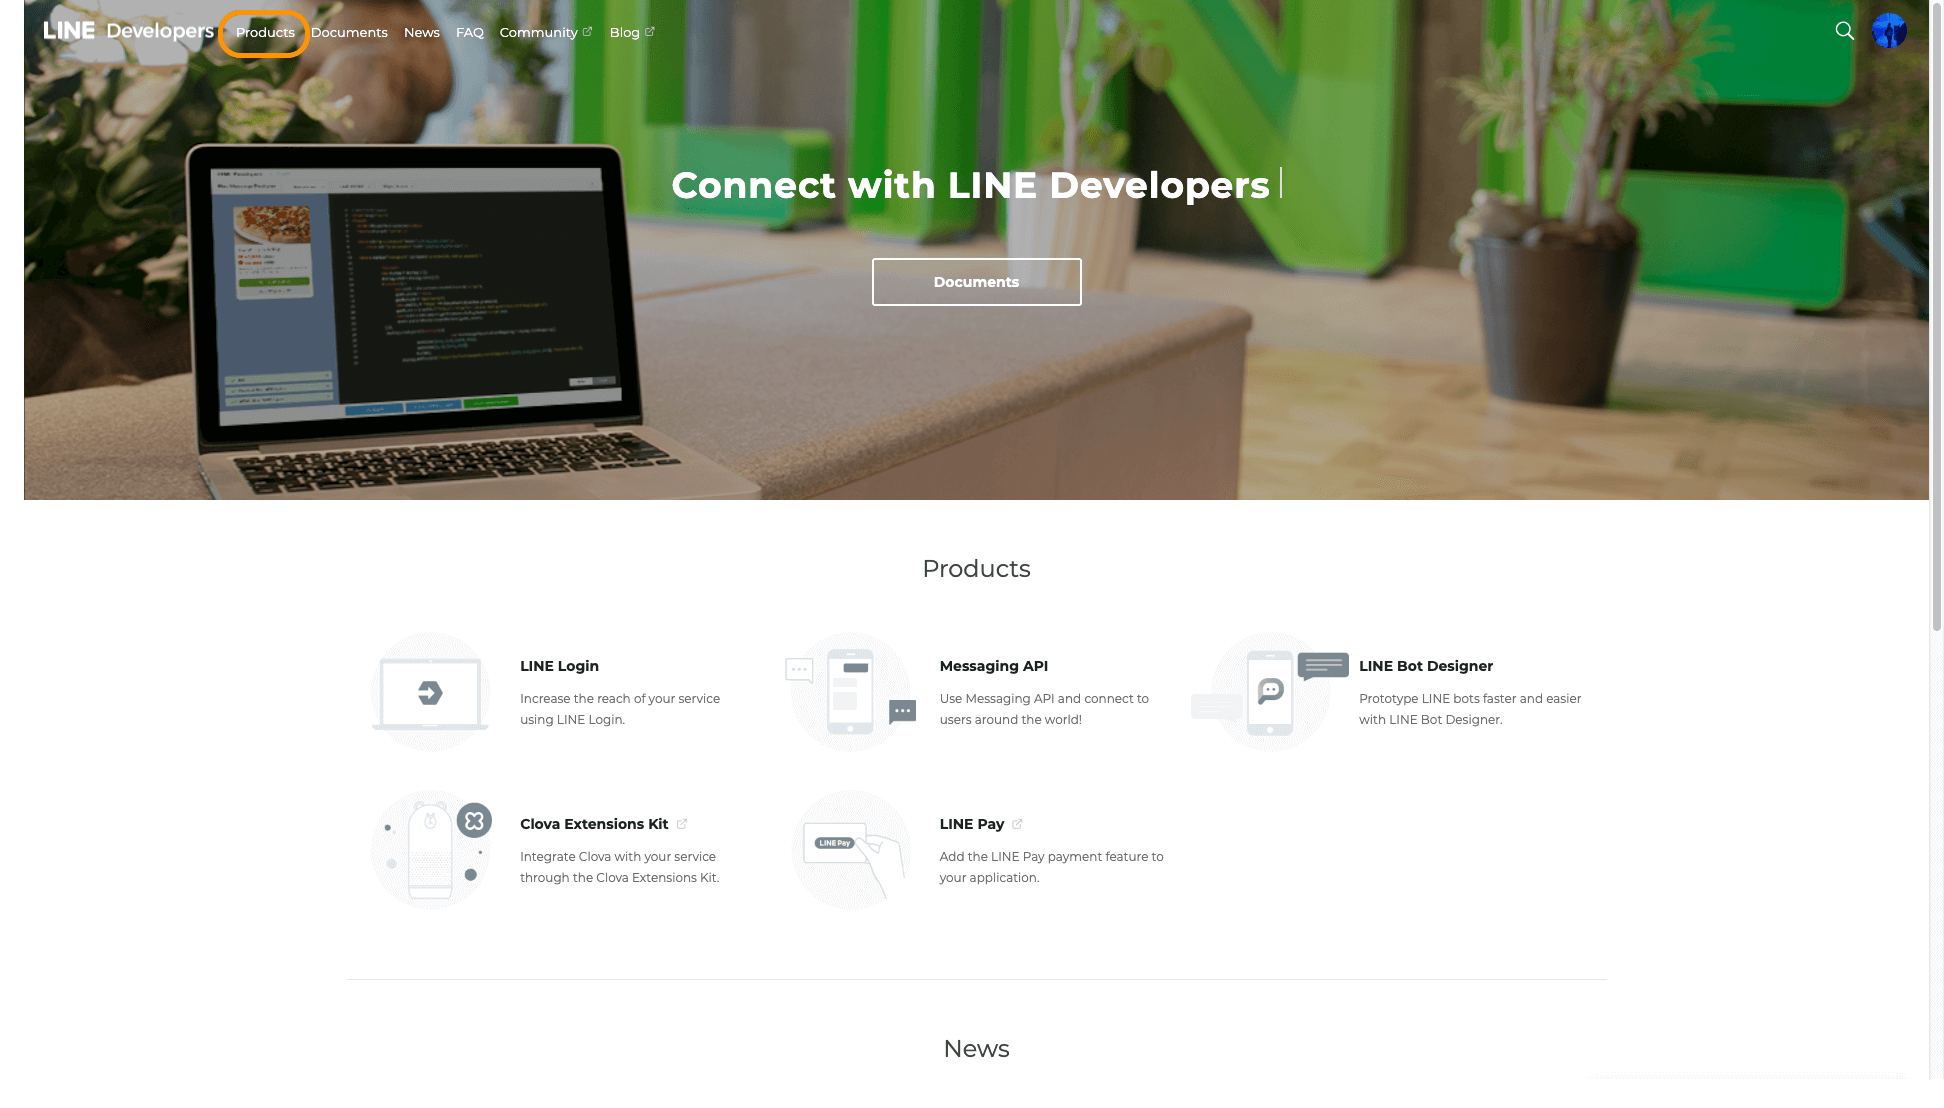 LINE Developers Products Documents News FAQ Community Blog
Connect with LINE Developers
Documents
Products
LINE Login
Increase the reach of your service
using LINE Login.
Messaging API
Use Messaging API and connect to
users around the world!
LINE Bot Designer
Prototype LINE bots faster and easier
with LINE Bot Designer.
Clova Extensions Kit
Integrate Clova with your service
through the Clova Extensions Kit.
LINE Pay
LINE Pay
Add the LINE Pay payment feature to
your application.
News